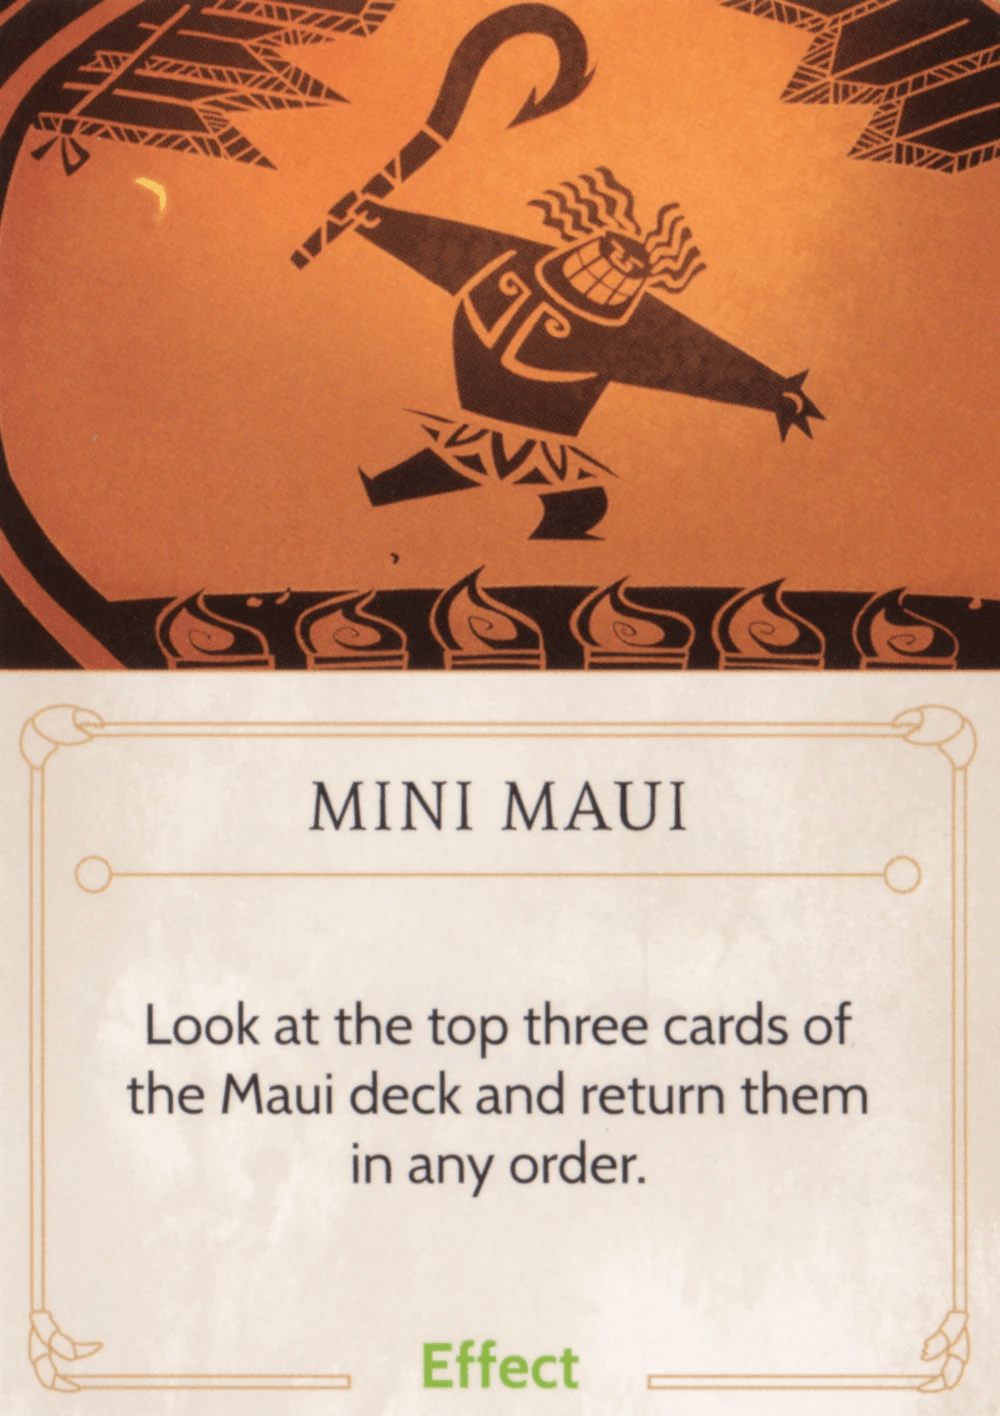 MINI MAUI
Look at the top three cards of
the Maui deck and return them
in any order.
Effect